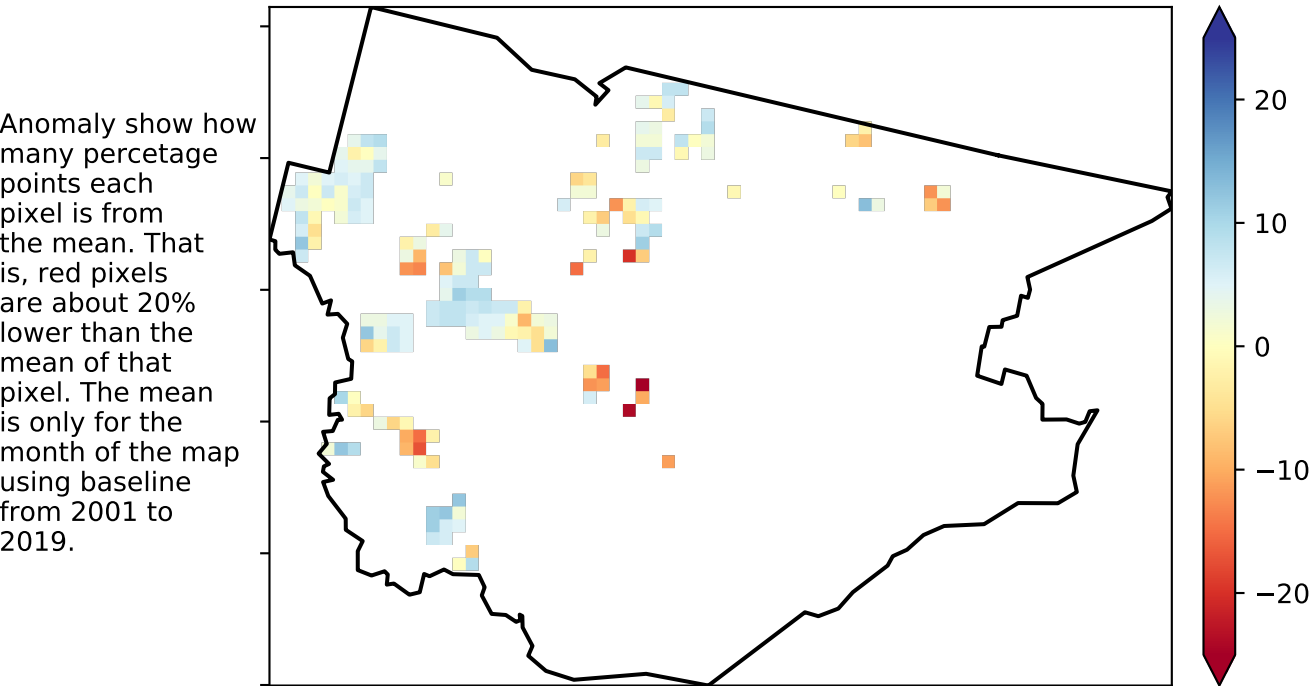 Anomaly show how
many percetage
points each
pixel is from
the mean. That
is, red pixels
are about 20%
lower than the
mean of that
pixel. The mean
is only for the
month of the map
using baseline
from 2001 to
2019.
20
10
0
−10
−20